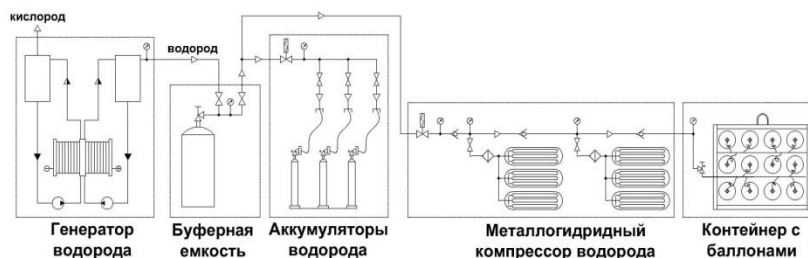 кислород
водород
Генератор
водорода
Буферная
емкость
Аккумуляторы
водорода
Металлогидридный
компрессор водорода
Контейнер с
баллонами